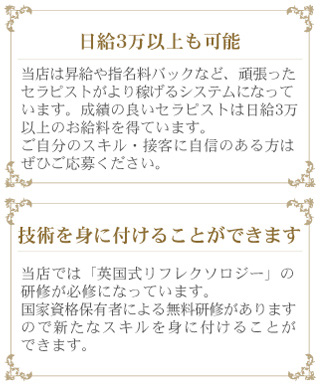 日給3万以上も可能
当店は昇給や指名料バックなど、頑張った
セラピストがより稼げるシステムになって
います。成績の良いセラピストは日給3万
以上のお給料を得ています。
ご自分のスキル・接客に自信のある方は
ぜひご応募ください。
技術を身に付けることができます
当店では「英国式リフレクソロジー」の
研修が必修になっています。
国家資格保有者による無料研修があります
ので新たなスキルを身に付けることが
できます。